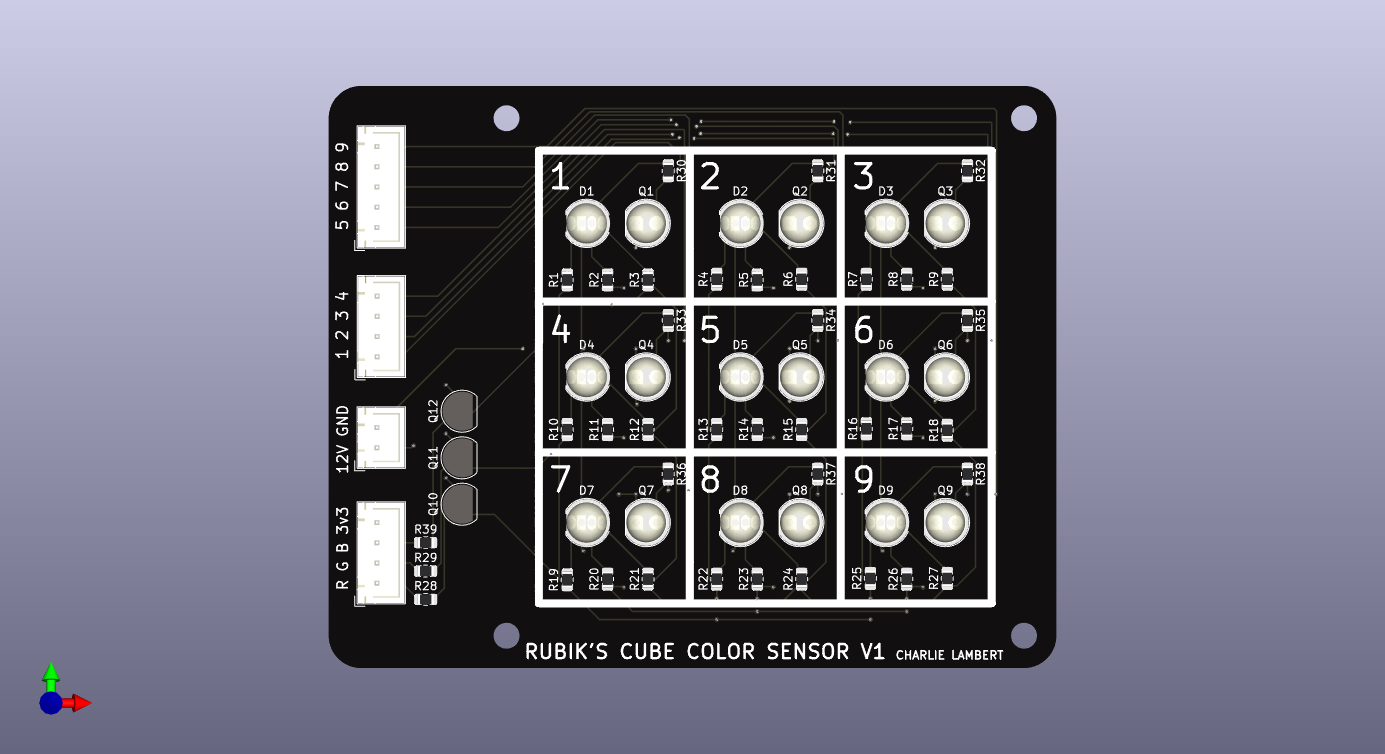 5 6 7 8 9
1 2 3 4
12V GND
R G B 3v3
Q12
Q11
Q10
R39
R29
R28
1 R30 2 R31 3 R32
D1 Q1 D2 Q2 D3 Q3
R1 R2 R3 R4 R5 R6 R7 R8 R9
4 R33 5 R34 6 R35
D4 Q4 D5 Q5 D6 Q6
R10 R11 R12 R13 R14 R15 R16 R17 R18
7 R36 8 R37 9 R38
D7 Q7 D8 Q8 D9 Q9
R19 R20 R21 R22 R23 R24 R25 R26 R27
RUBIK'S CUBE COLOR SENSOR V1 CHARLIE LAMBERT